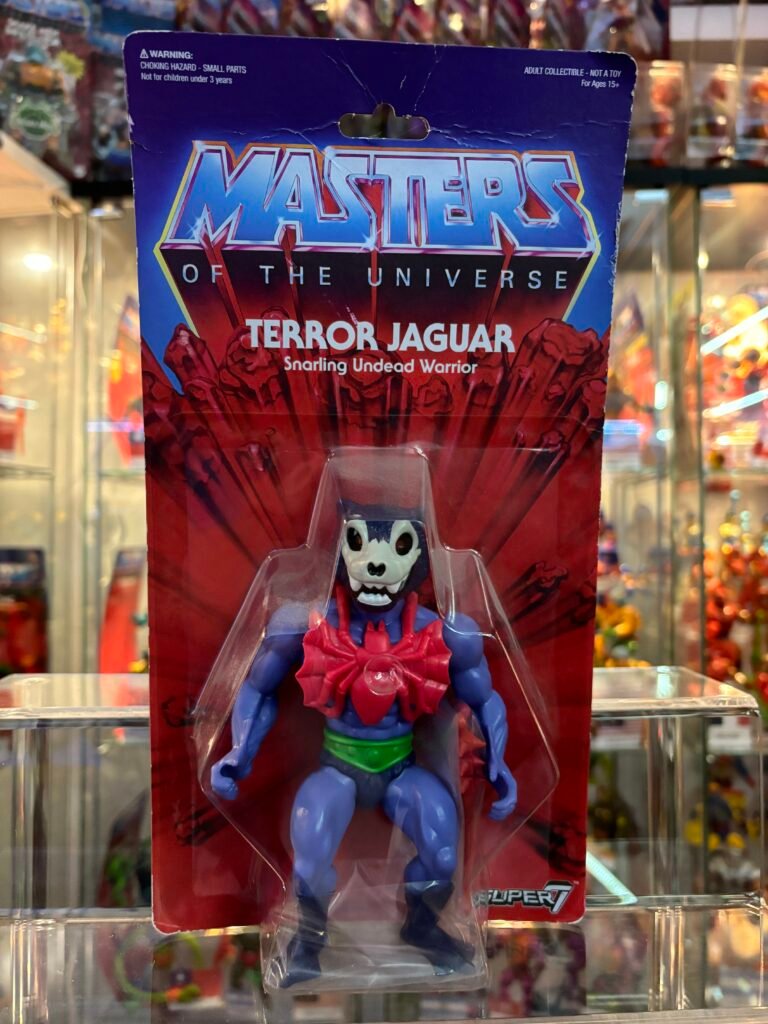 ⚠ WARNING:
CHOKING HAZARD - SMALL PARTS
Not for children under 3 years
ADULT COLLECTIBLE - NOT A TOY
For Ages 15+
MASTERS
OF THE UNIVERSE
TERROR JAGUAR
Snarling Undead Warrior
SUPER7